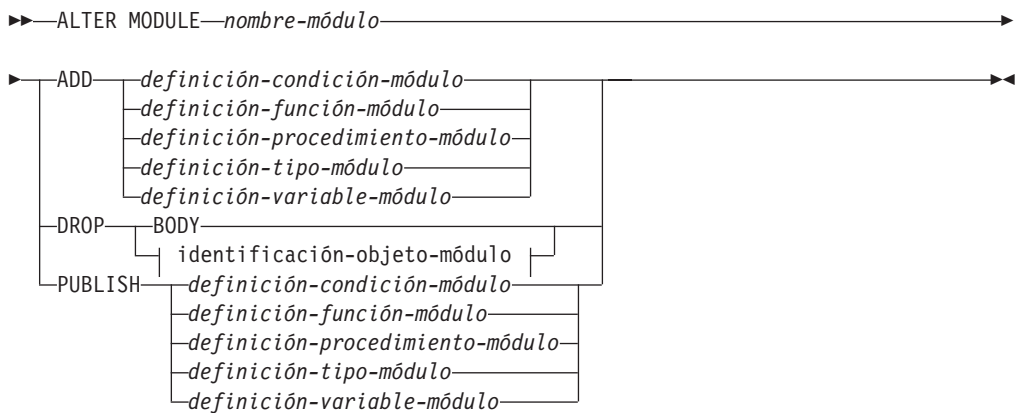 ALTER MODULE nombre-módulo
ADD definición-condición-módulo
definición-función-módulo
definición-procedimiento-módulo
definición-tipo-módulo
definición-variable-módulo
DROP BODY
identificación-objeto-módulo
PUBLISH definición-condición-módulo
definición-función-módulo
definición-procedimiento-módulo
definición-tipo-módulo
definición-variable-módulo